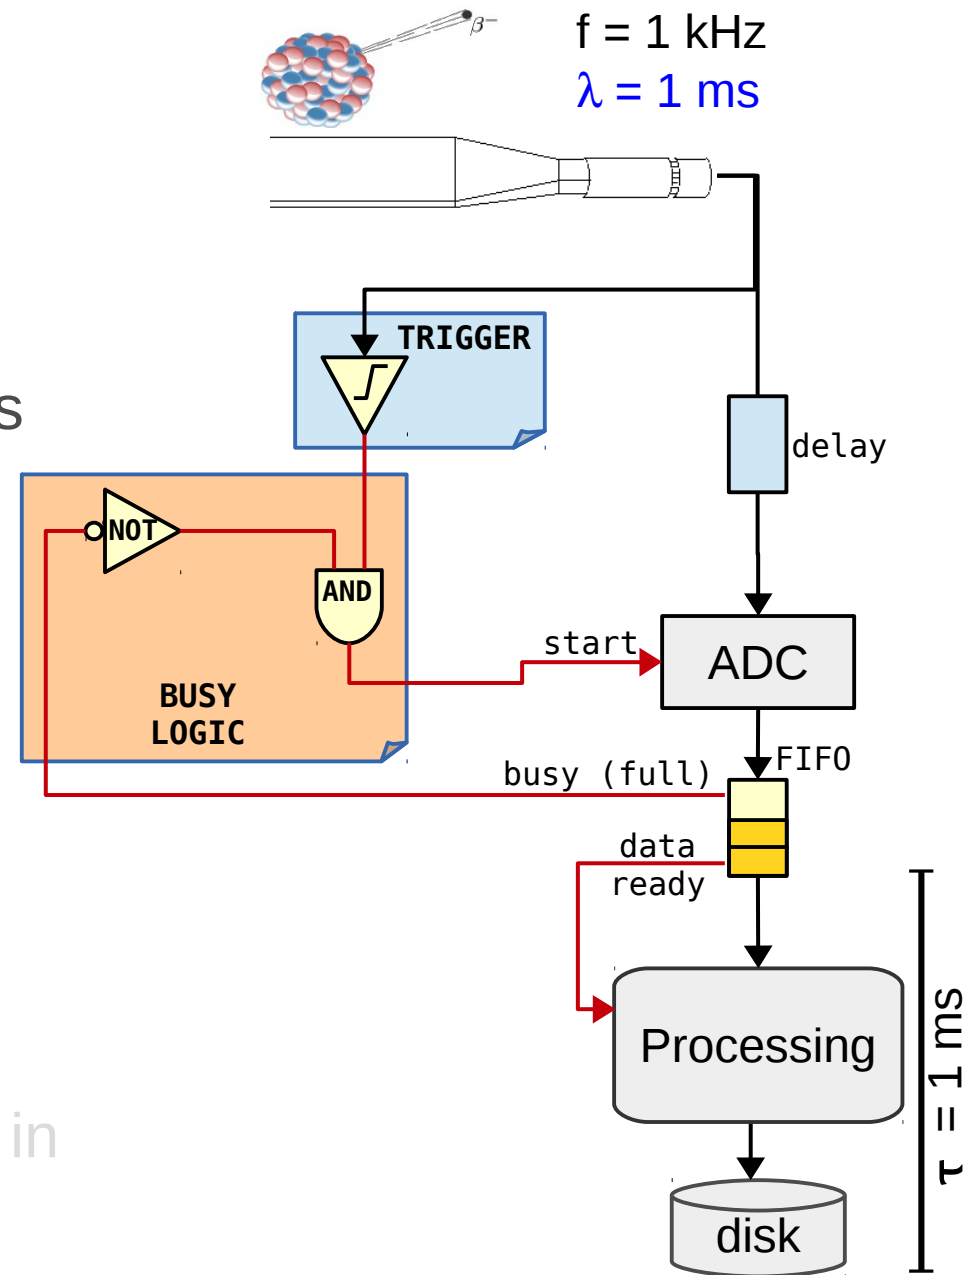 β⁻
f = 1 kHz
λ = 1 ms
TRIGGER
s
delay
NOT
AND
start
ADC
BUSY
LOGIC
FIFO
busy (full)
data
ready
Processing
τ = 1 ms
in
disk